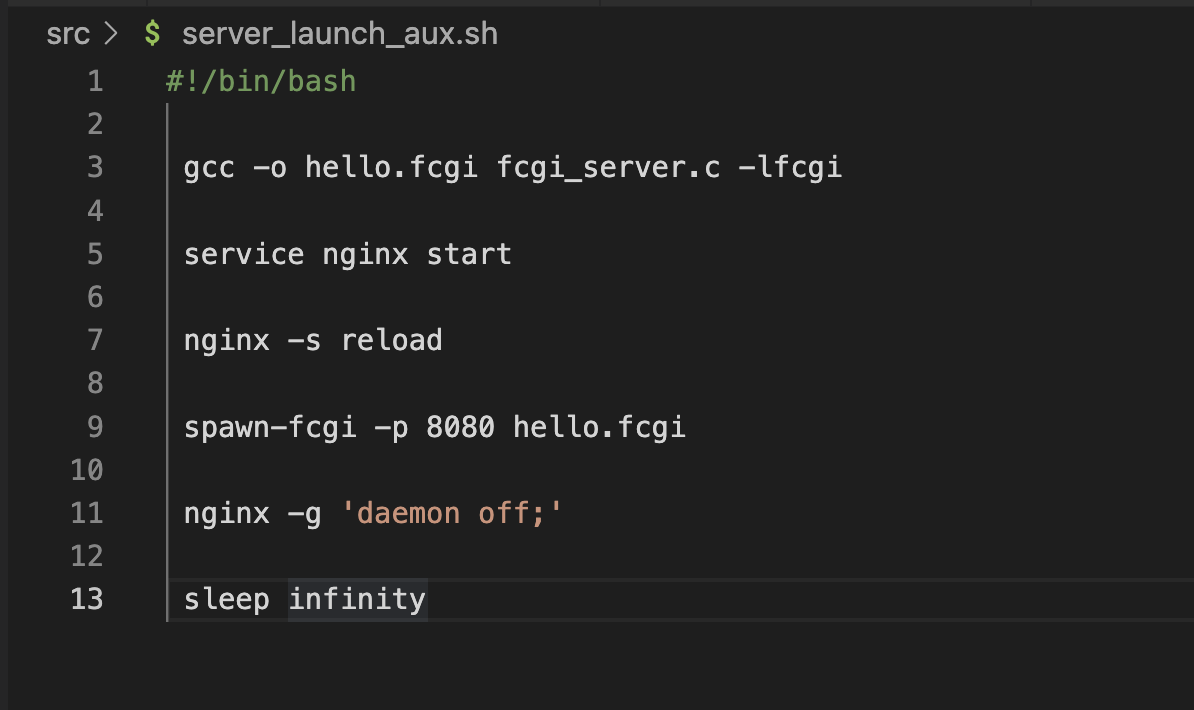 src > $ server_launch_aux.sh
1 #!/bin/bash
2
3 gcc -o hello.fcgi fcgi_server.c -lfcgi
4
5 service nginx start
6
7 nginx -s reload
8
9 spawn-fcgi -p 8080 hello.fcgi
10
11 nginx -g 'daemon off;'
12
13 sleep infinity